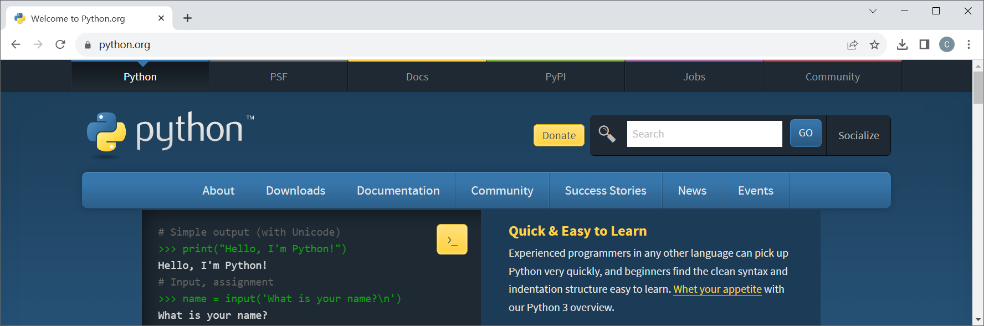 Welcome to Python.org
python.org
C
Python
PSF
Docs
PyPI
Jobs
Community
python™
Donate
Search
GO
Socialize
About
Downloads
Documentation
Community
Success Stories
News
Events
# Simple output (with Unicode)
>>> print("Hello, I'm Python!")
Hello, I'm Python!
# Input, assignment
>>> name = input('What is your name?\n')
What is your name?
>_
Quick & Easy to Learn
Experienced programmers in any other language can pick up
Python very quickly, and beginners find the clean syntax and
indentation structure easy to learn. Whet your appetite with
our Python 3 overview.